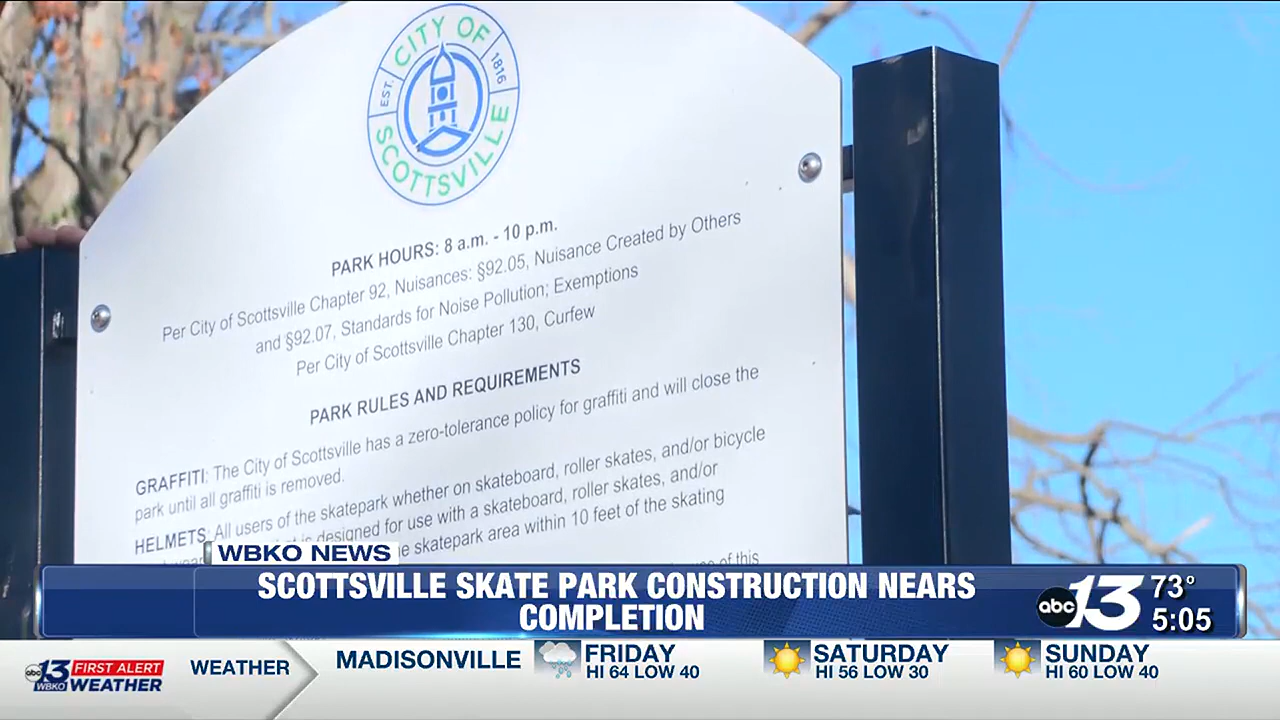 CITY OF
EST.
1816
SCOTTSVILLE
PARK HOURS: 8 a.m. - 10 p.m.
Per City of Scottsville Chapter 92, Nuisances: §92.05, Nuisance Created by Others
and §92.07, Standards for Noise Pollution; Exemptions
Per City of Scottsville Chapter 130, Curfew
PARK RULES AND REQUIREMENTS
GRAFFITI: The City of Scottsville has a zero-tolerance policy for graffiti and will close the
park until all graffiti is removed.
HELMETS: All users of the skatepark whether on skateboard, roller skates, and/or bicycle
is designed for use with a skateboard, roller skates, and/or
skatepark area within 10 feet of the skating
of this
WBKO NEWS
SCOTTSVILLE SKATE PARK CONSTRUCTION NEARS
COMPLETION
abc 13
73°
5:05
abc 13 WBKO FIRST ALERT WEATHER
WEATHER
MADISONVILLE
FRIDAY
HI 64 LOW 40
SATURDAY
HI 56 LOW 30
SUNDAY
HI 60 LOW 40